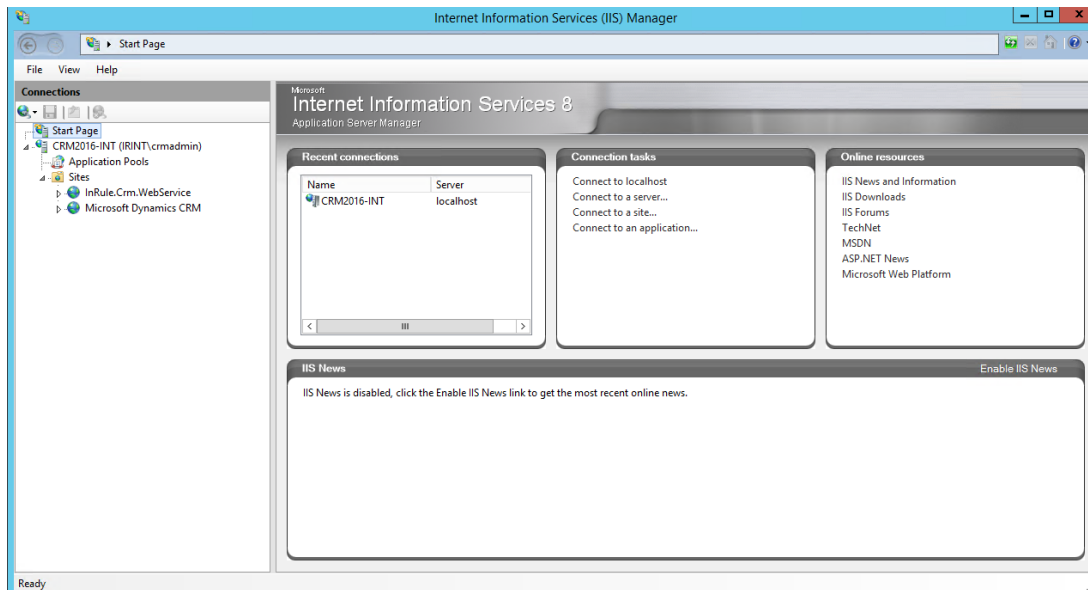 Internet Information Services (IIS) Manager
Start Page
File View Help
Connections
Start Page
CRM2016-INT (IRINT\crmadmin)
Application Pools
Sites
InRule.Crm.WebService
Microsoft Dynamics CRM
Microsoft
Internet Information Services 8
Application Server Manager
Recent connections
Name Server
CRM2016-INT localhost
Connection tasks
Connect to localhost
Connect to a server...
Connect to a site...
Connect to an application...
Online resources
IIS News and Information
IIS Downloads
IIS Forums
TechNet
MSDN
ASP.NET News
Microsoft Web Platform
IIS News
Enable IIS News
IIS News is disabled, click the Enable IIS News link to get the most recent online news.
Ready